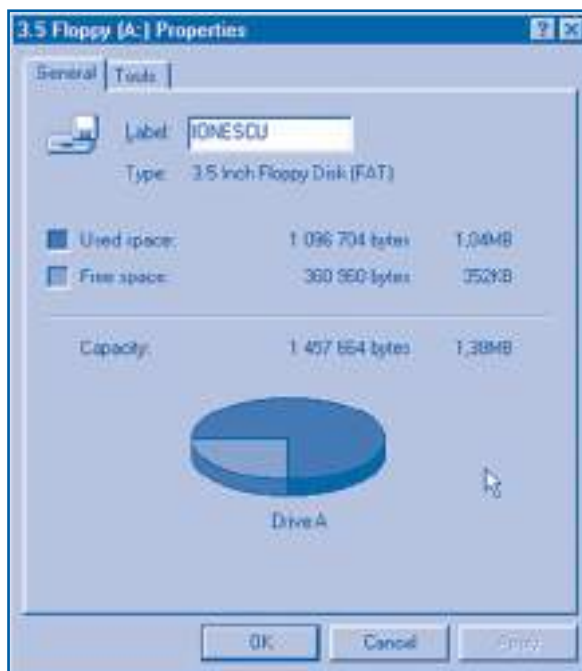 3.5 Floppy (A:) Properties
General Tools
Label: IONESCU
Type: 3.5 Inch Floppy Disk (FAT)
Used space: 1 096 704 bytes 1,04MB
Free space: 360 960 bytes 352KB
Capacity: 1 457 664 bytes 1,38MB
Drive A
OK Cancel Apply